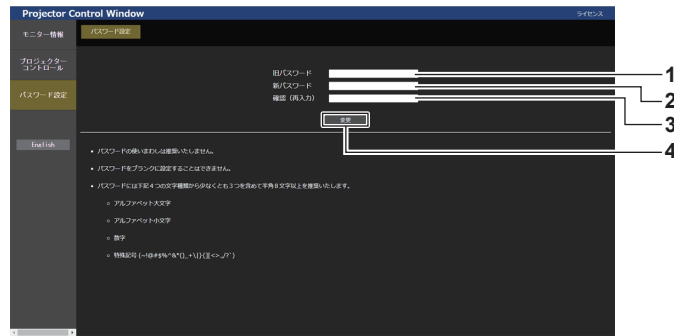 Projector Control Window
ライセンス
モニター情報
パスワード設定
プロジェクター
コントロール
パスワード設定
English
旧パスワード
新パスワード
確認（再入力）
変更
1
2
3
4
• パスワードの使いまわしは推奨いたしません。
• パスワードをブランクに設定することはできません。
• パスワードには下記４つの文字種類から少なくとも３つを含めて半角８文字以上を推奨いたします。
○ アルファベット大文字
○ アルファベット小文字
○ 数字
○ 特殊記号 (~!@#$%^&*()_+\|}{][<>.,/?`)